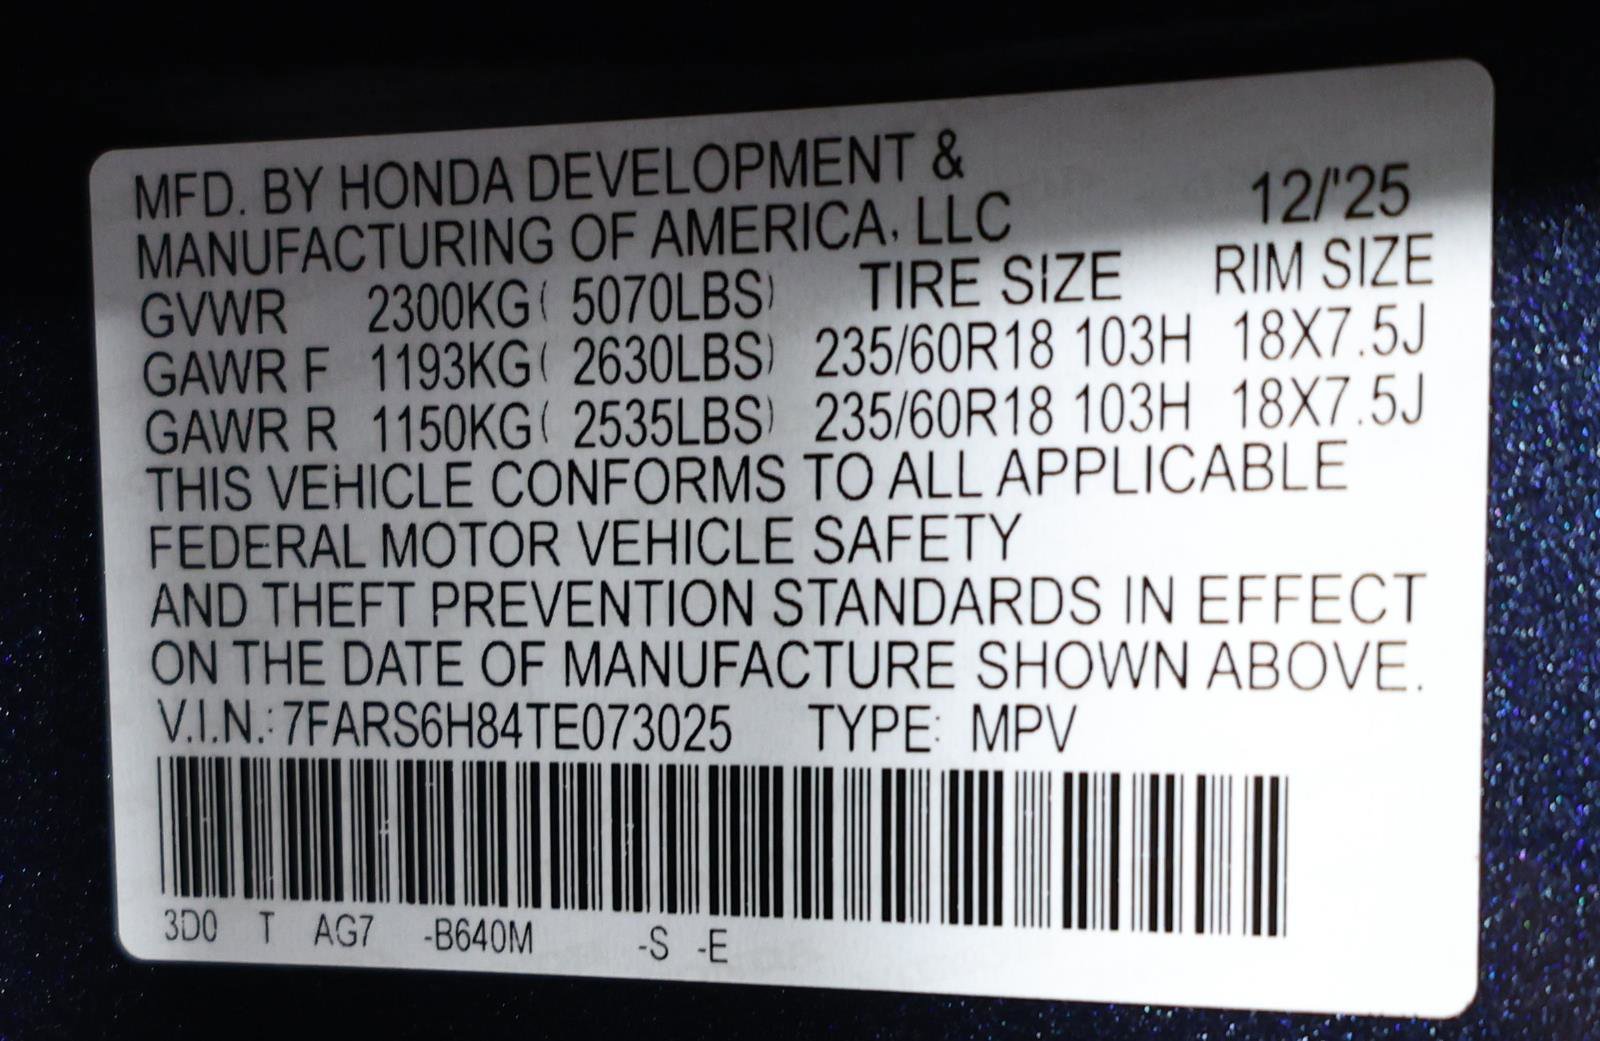 MFD. BY HONDA DEVELOPMENT &
MANUFACTURING OF AMERICA, LLC 12/'25
GVWR 2300KG( 5070LBS) TIRE SIZE RIM SIZE
GAWR F 1193KG( 2630LBS) 235/60R18 103H 18X7.5J
GAWR R 1150KG( 2535LBS) 235/60R18 103H 18X7.5J
THIS VEHICLE CONFORMS TO ALL APPLICABLE
FEDERAL MOTOR VEHICLE SAFETY
AND THEFT PREVENTION STANDARDS IN EFFECT
ON THE DATE OF MANUFACTURE SHOWN ABOVE.
V.I.N.: 7FARS6H84TE073025 TYPE: MPV
3D0 T AG7 -B640M -S -E